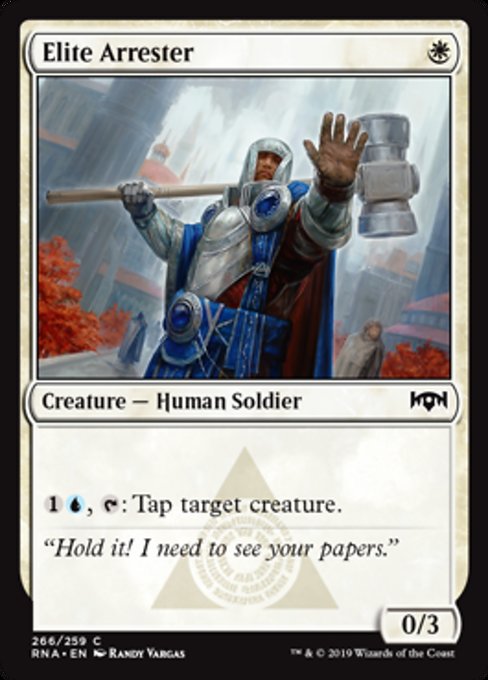 Elite Arrester
Creature — Human Soldier
1, : Tap target creature.
“Hold it! I need to see your papers.”
0/3
266/259 C
RNA • EN Randy Vargas
™ & © 2019 Wizards of the Coast